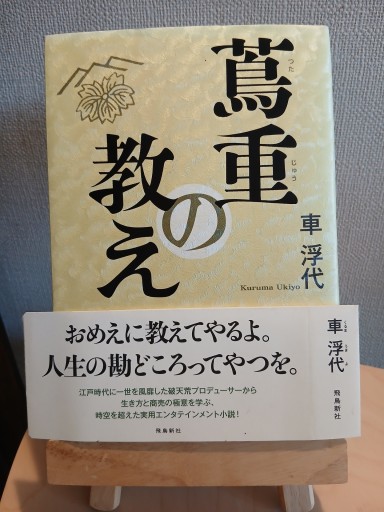 蔦重
つた
じゅう
の
教え
車 浮代
Kuruma Ukiyo
おめえに教えてやるよ。
人生の勘どころってやつを。
江戸時代に一世を風靡した破天荒プロデューサーから
生き方と商売の極意を学ぶ、
時空を超えた実用エンタテインメント小説!
飛鳥新社
車 浮代
飛鳥新社